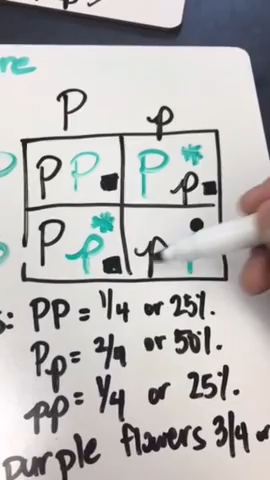 P p
P P P p
P p p
PP = 1/4 or 25%.
Pp = 2/4 or 50%.
pp = 1/4 or 25%.
purple flowers 3/4 or